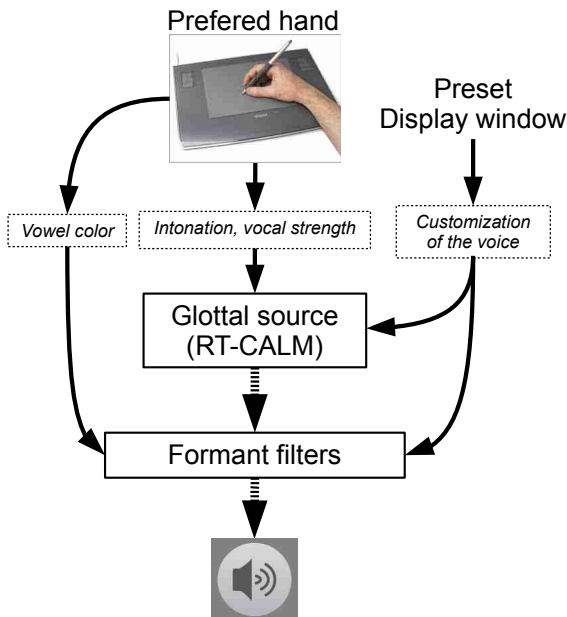 Prefered hand
Preset
Display window
Vowel color
Intonation, vocal strength
Customization
of the voice
Glottal source
(RT-CALM)
Formant filters